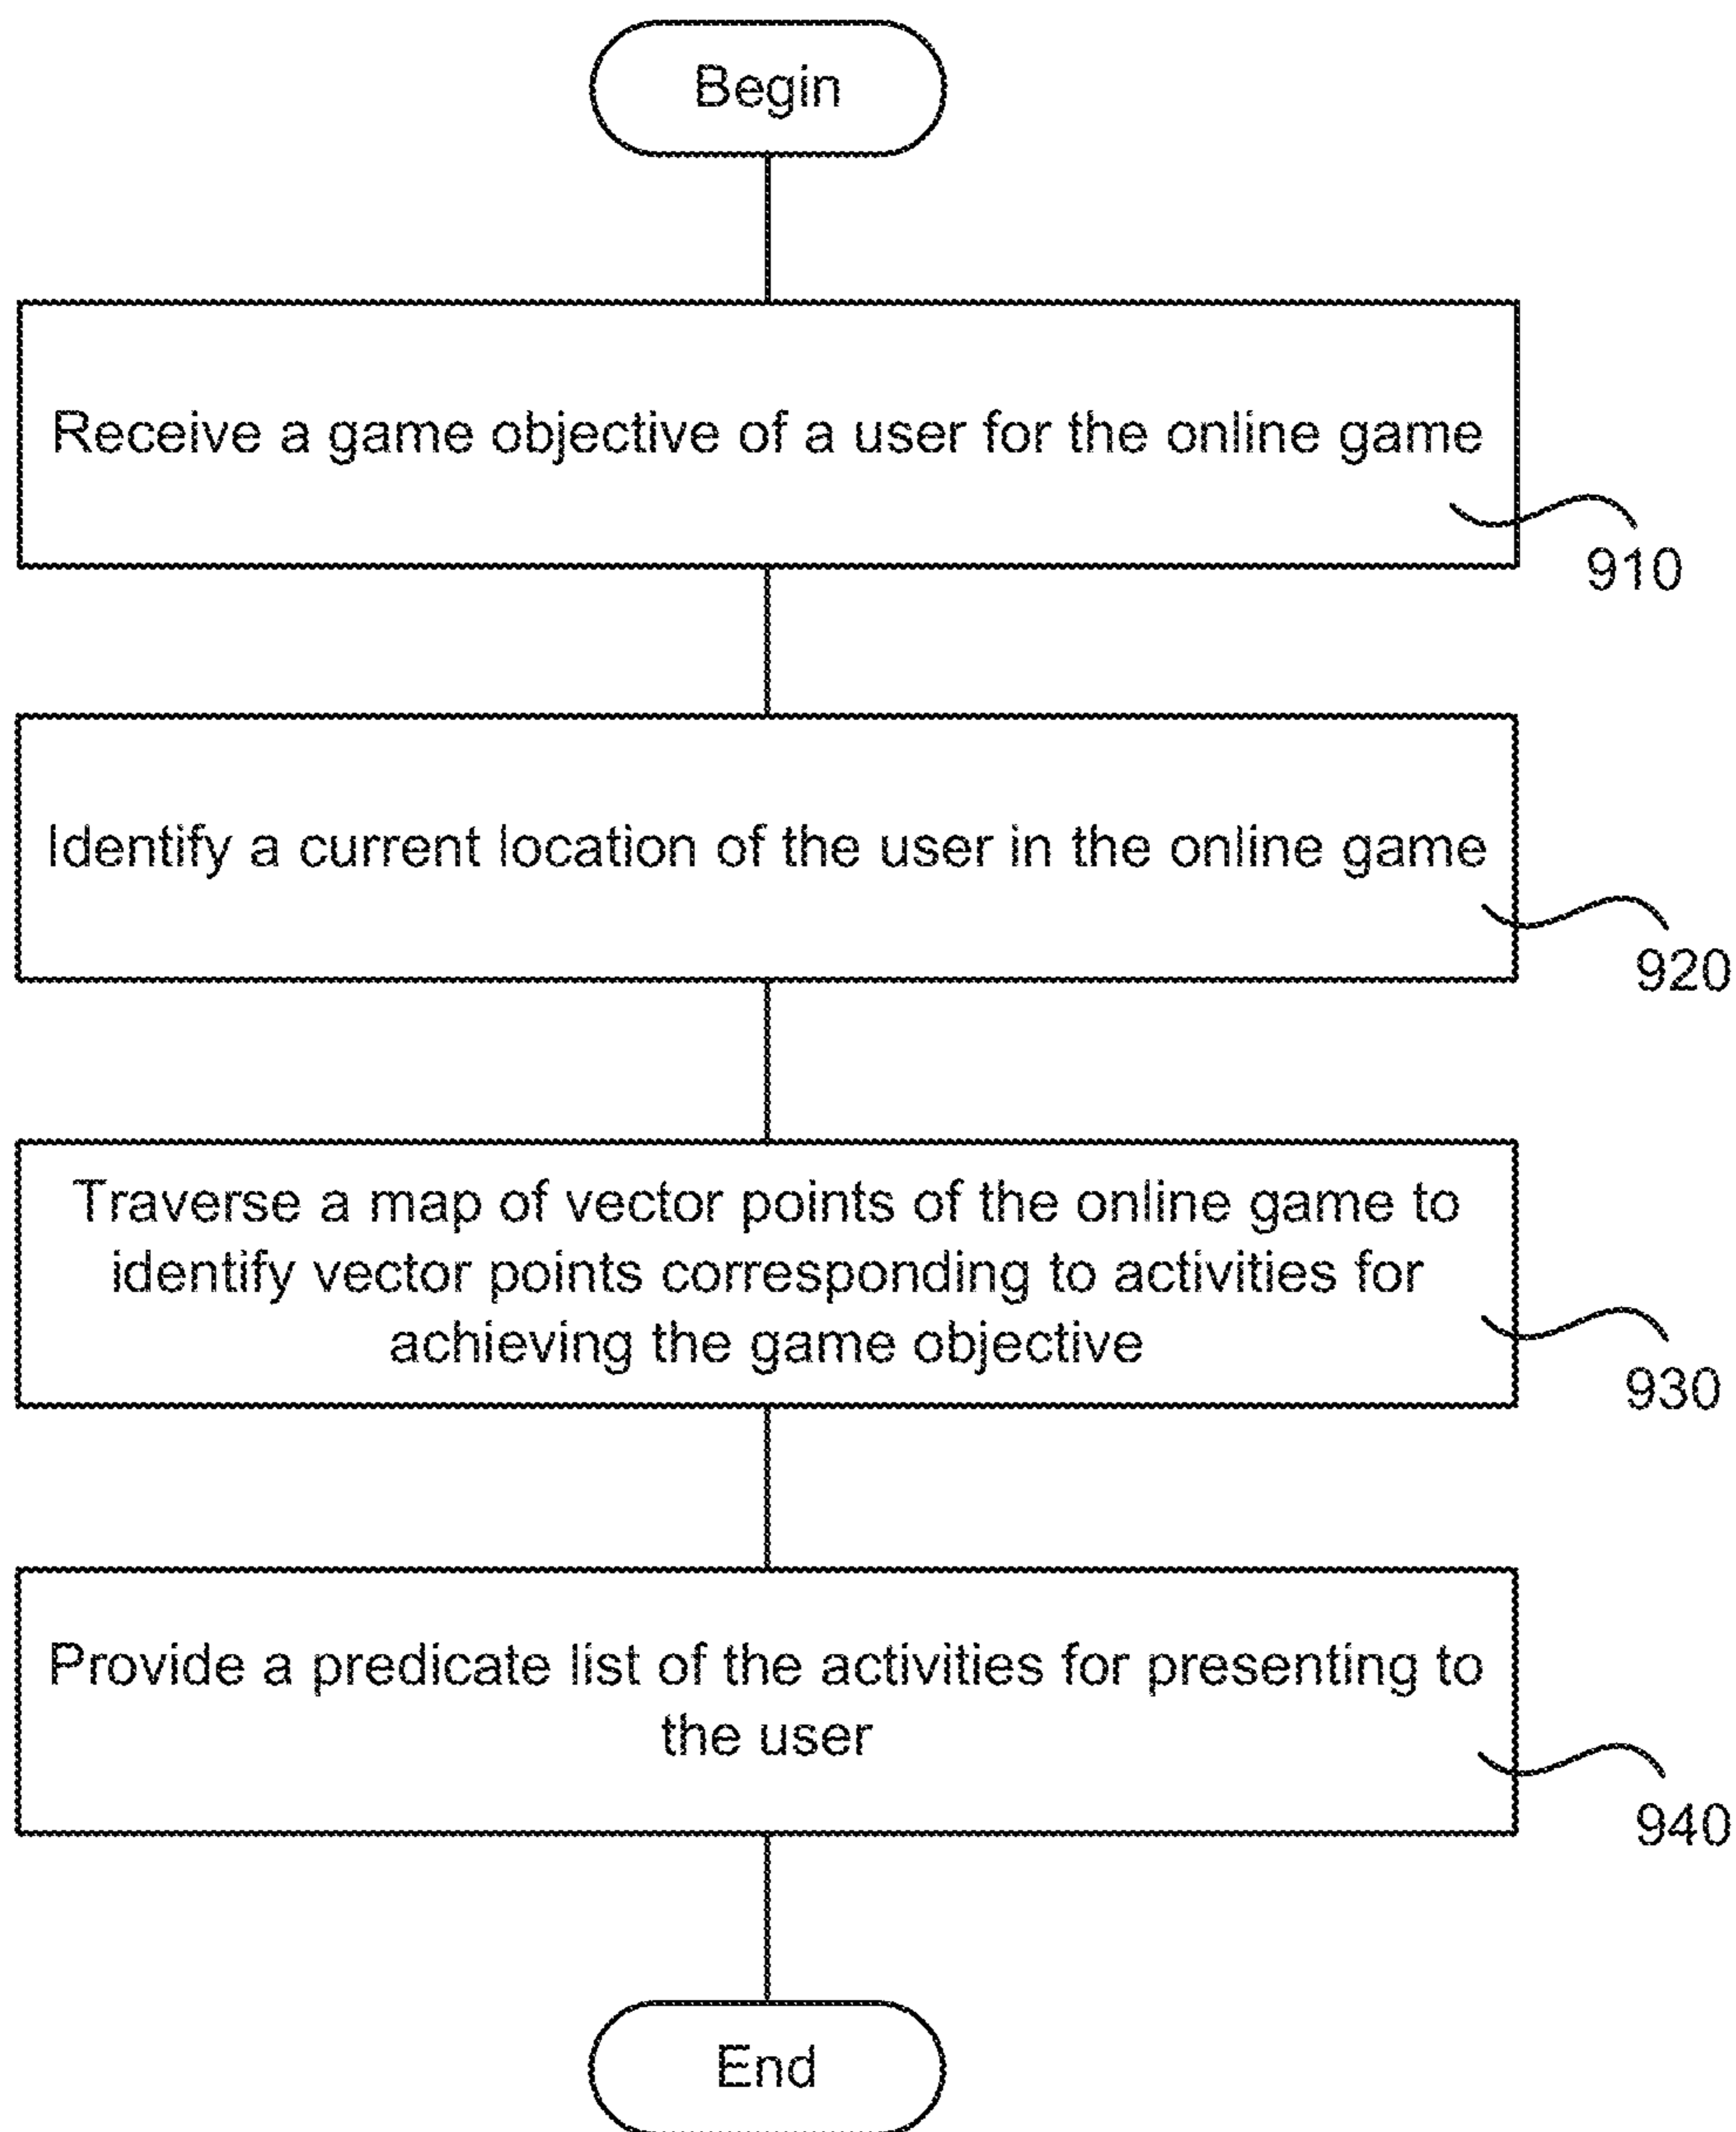 Begin
Receive a game objective of a user for the online game
910
Identify a current location of the user in the online game
920
Traverse a map of vector points of the online game to
identify vector points corresponding to activities for
achieving the game objective
930
Provide a predicate list of the activities for presenting to
the user
940
End